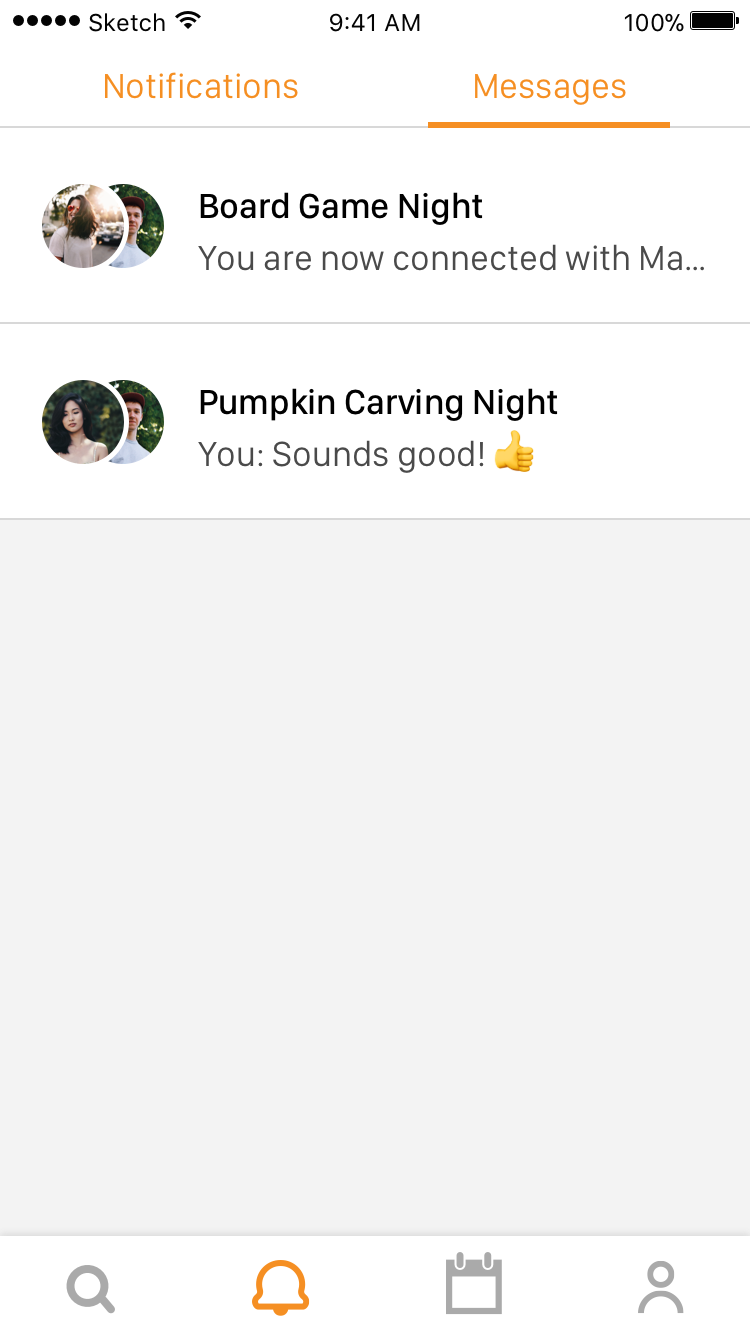 Sketch 9:41 AM 100%
Notifications Messages
Board Game Night
You are now connected with Ma...
Pumpkin Carving Night
You: Sounds good! 👍